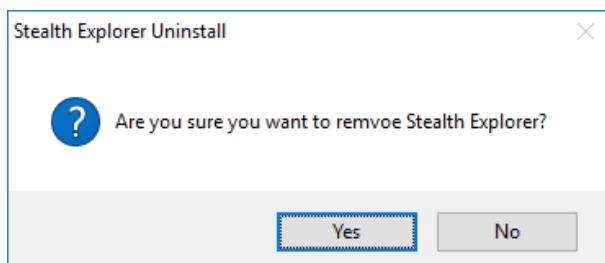 Stealth Explorer Uninstall
Are you sure you want to remvoe Stealth Explorer?
Yes
No